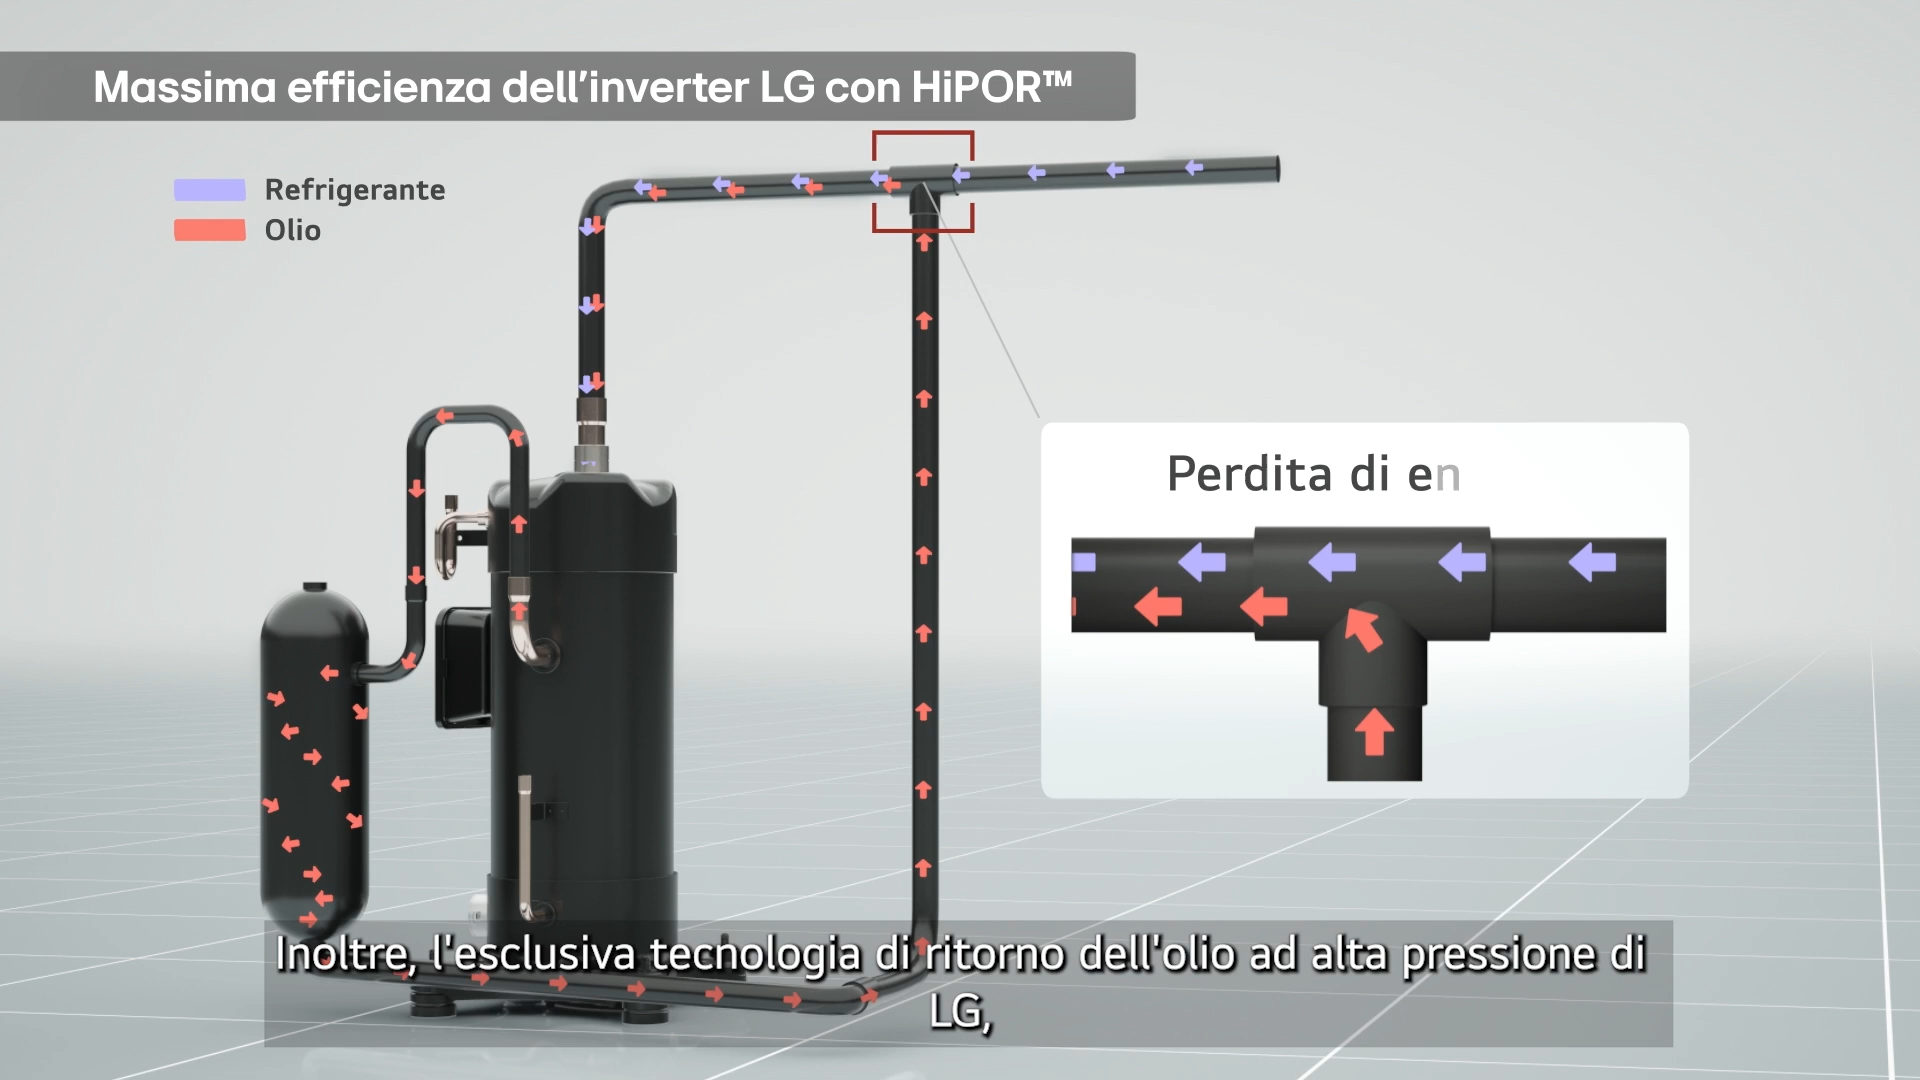 Massima efficienza dell'inverter LG con HiPOR™
Refrigerante
Olio
Perdita di en
Inoltre, l'esclusiva tecnologia di ritorno dell'olio ad alta pressione di
LG,